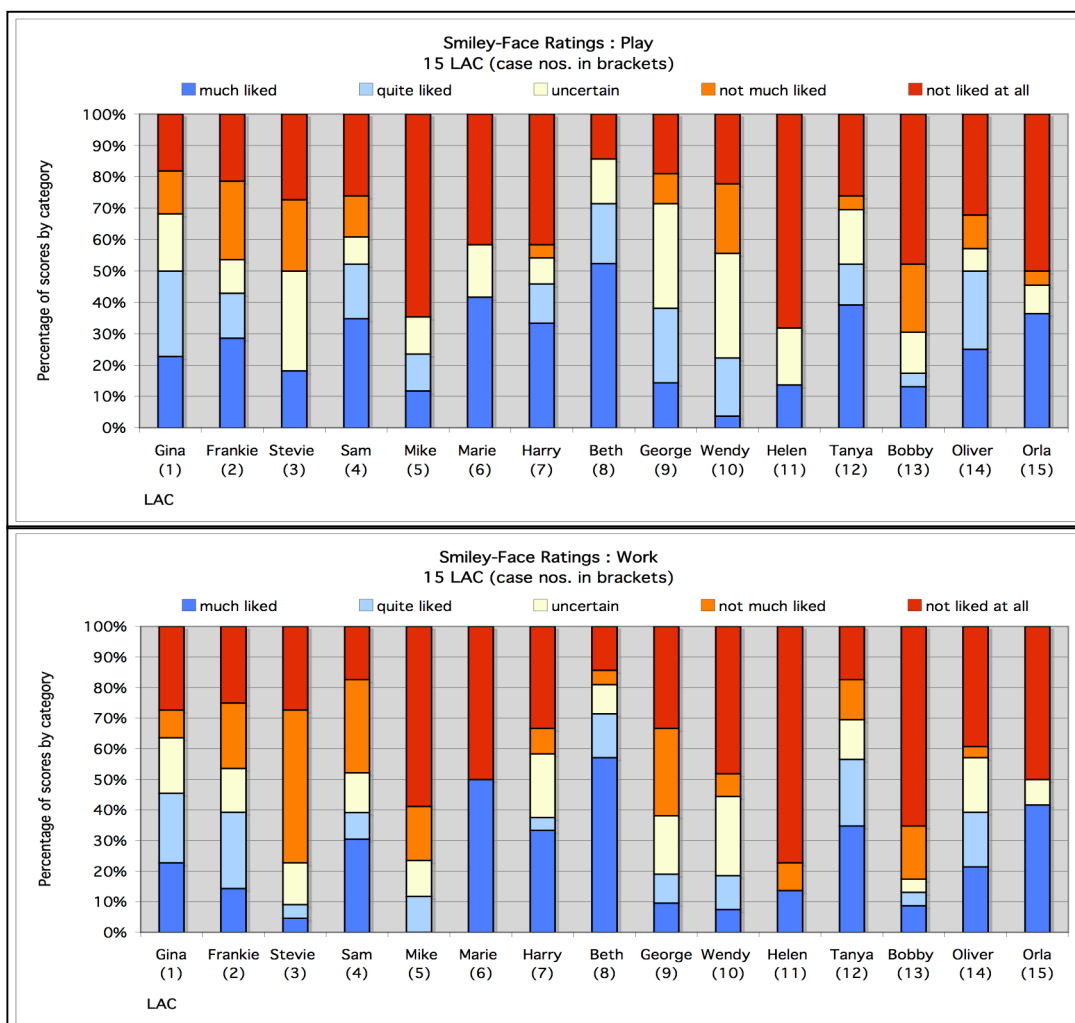 Smiley-Face Ratings : Play
15 LAC (case nos. in brackets)
much liked quite liked uncertain not much liked not liked at all
Percentage of scores by category
100%
90%
80%
70%
60%
50%
40%
30%
20%
10%
0%
Gina Frankie Stevie Sam Mike Marie Harry Beth George Wendy Helen Tanya Bobby Oliver Orla
(1) (2) (3) (4) (5) (6) (7) (8) (9) (10) (11) (12) (13) (14) (15)
LAC
Smiley-Face Ratings : Work
15 LAC (case nos. in brackets)
much liked quite liked uncertain not much liked not liked at all
Percentage of scores by category
100%
90%
80%
70%
60%
50%
40%
30%
20%
10%
0%
Gina Frankie Stevie Sam Mike Marie Harry Beth George Wendy Helen Tanya Bobby Oliver Orla
(1) (2) (3) (4) (5) (6) (7) (8) (9) (10) (11) (12) (13) (14) (15)
LAC